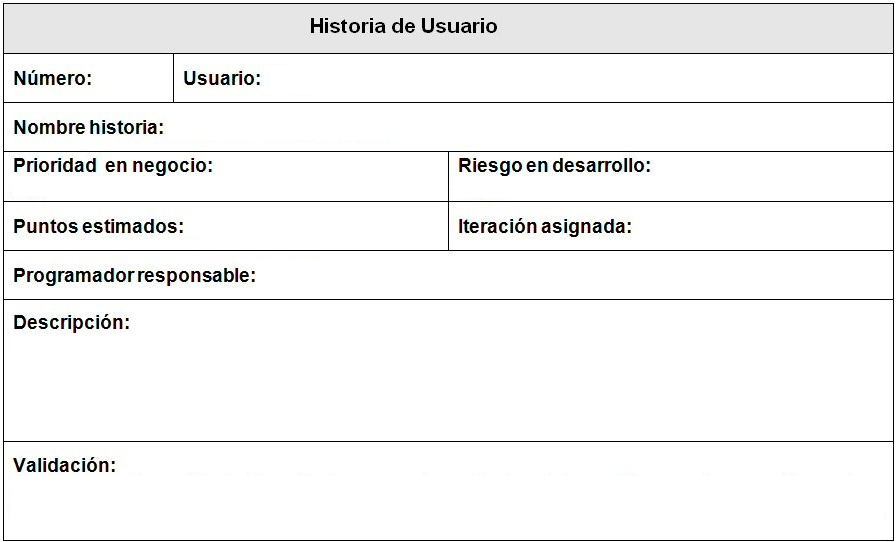 Historia de Usuario
Número: Usuario:
Nombre historia:
Prioridad en negocio: Riesgo en desarrollo:
Puntos estimados: Iteración asignada:
Programador responsable:
Descripción:
Validación: